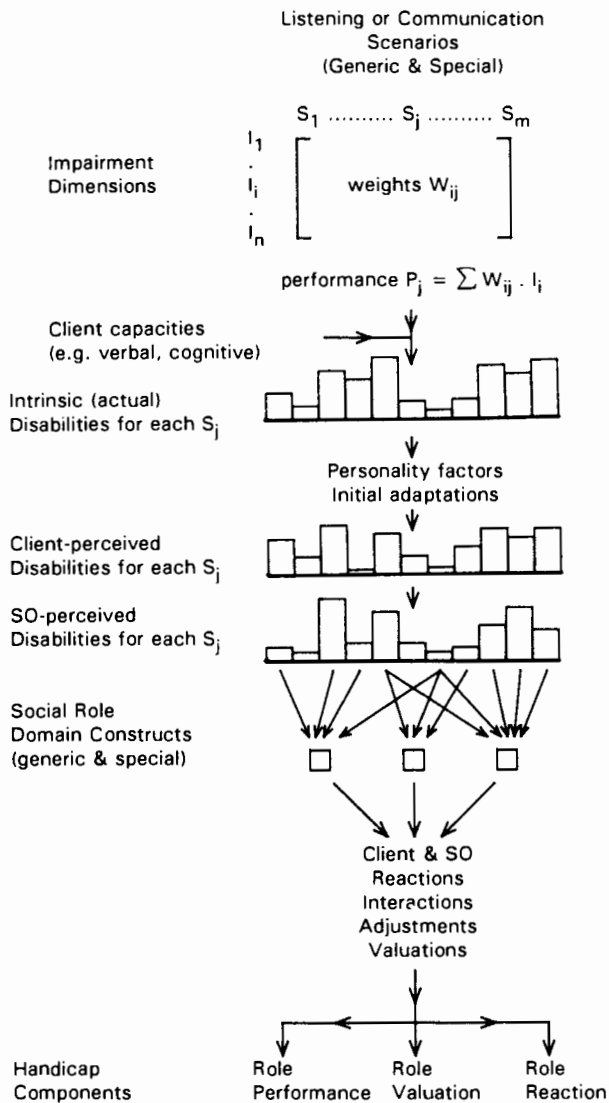 Listening or Communication
Scenarios
(Generic & Special)
S1 .......... Sj .......... Sm
I1
.
Impairment
Dimensions
Ii
.
In
weights Wij
performance Pj = ∑ Wij . Ii
Client capacities
(e.g. verbal, cognitive)
Intrinsic (actual)
Disabilities for each Sj
Personality factors
Initial adaptations
Client-perceived
Disabilities for each Sj
SO-perceived
Disabilities for each Sj
Social Role
Domain Constructs
(generic & special)
Client & SO
Reactions
Interactions
Adjustments
Valuations
Handicap
Components
Role
Performance
Role
Valuation
Role
Reaction